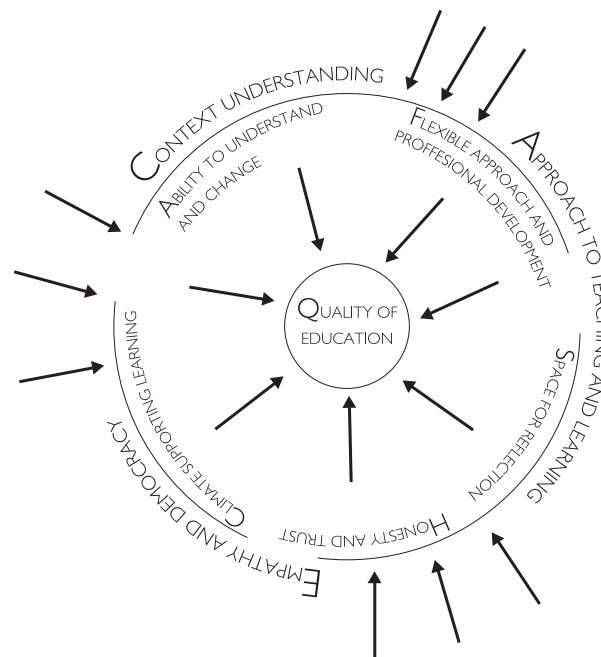 CONTEXT UNDERSTANDING
ABILITY TO UNDERSTAND
AND CHANGE
APPROACH TO TEACHING AND LEARNING
FLEXIBLE APPROACH AND
PROFFESIONAL DEVELOPMENT
QUALITY OF
EDUCATION
SPACE FOR REFLECTION
HONESTY AND TRUST
CLIMATE SUPPORTING LEARNING
EMPATHY AND DEMOCRACY